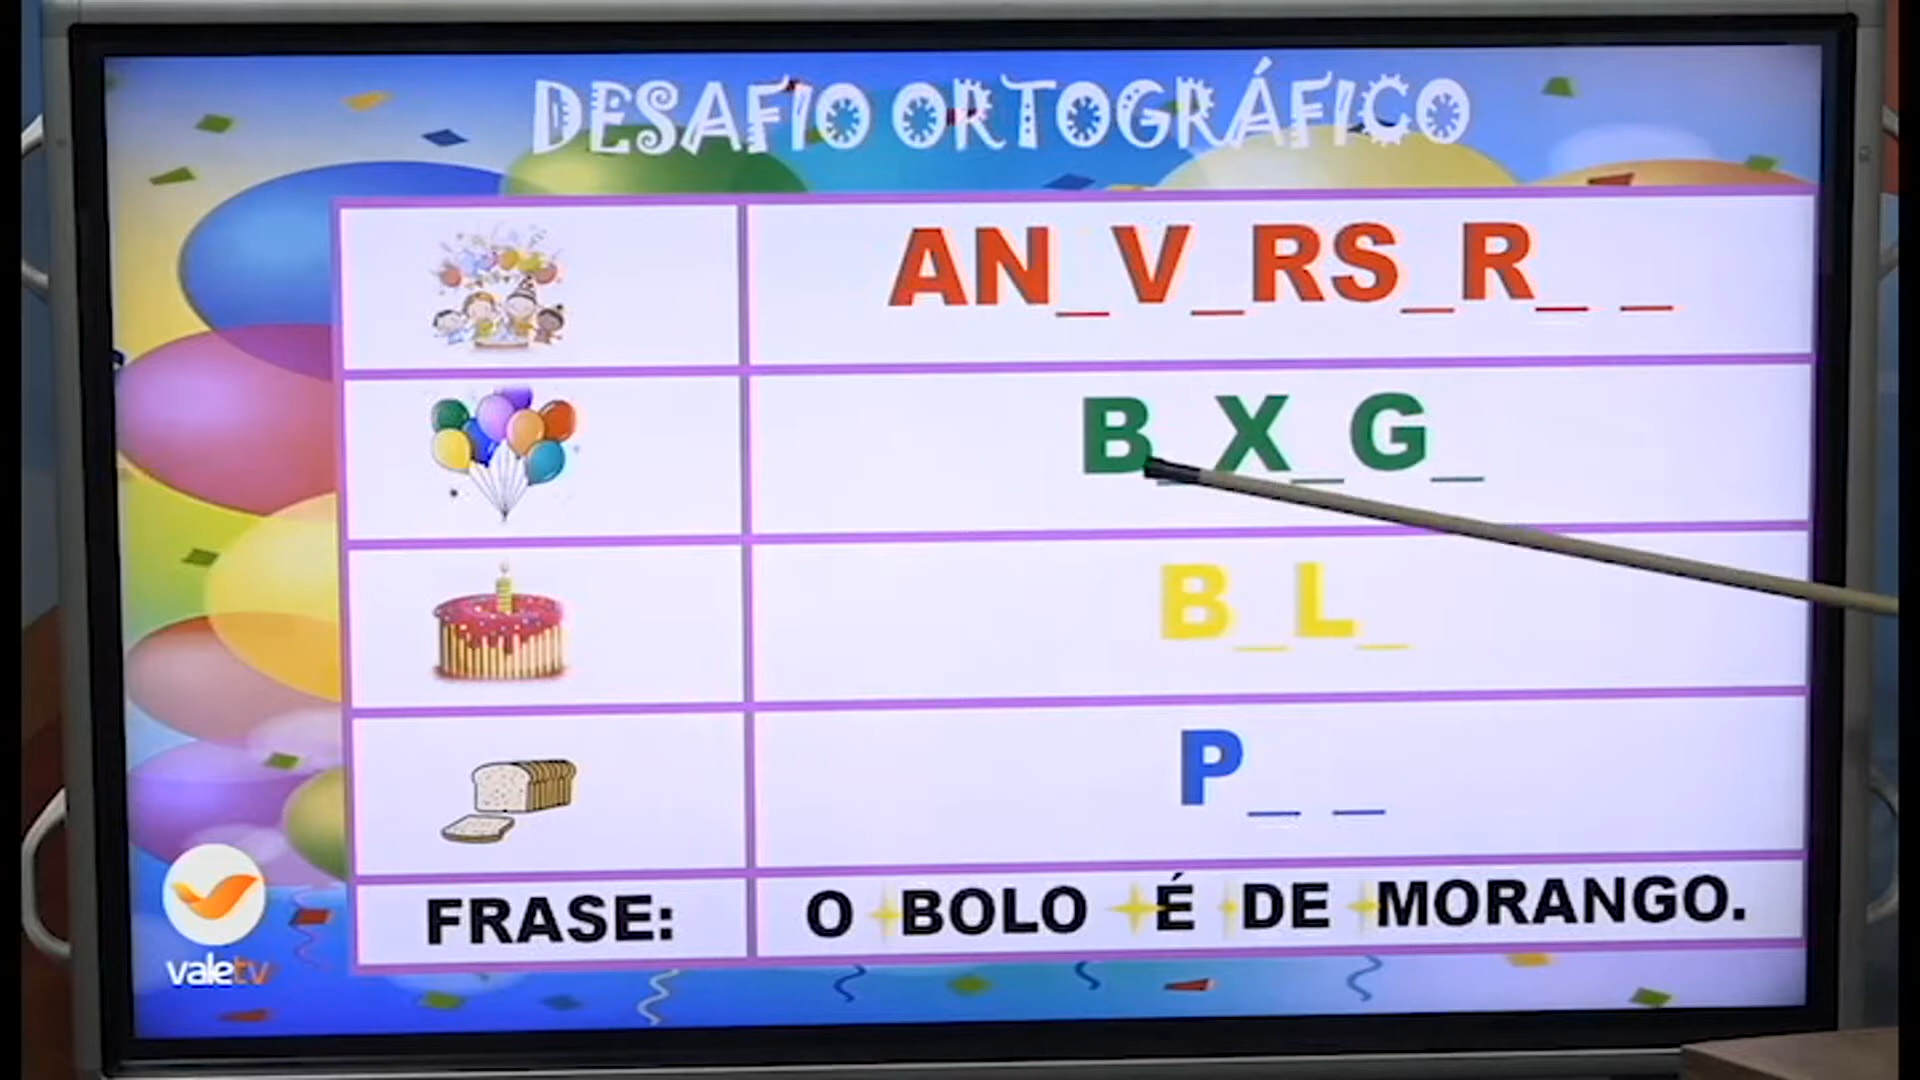 DESAFIO ORTOGRÁFICO
AN_V_RS_R_ _
B_X_G_
B_L_
P_ _
FRASE: O BOLO É DE MORANGO.
valetv